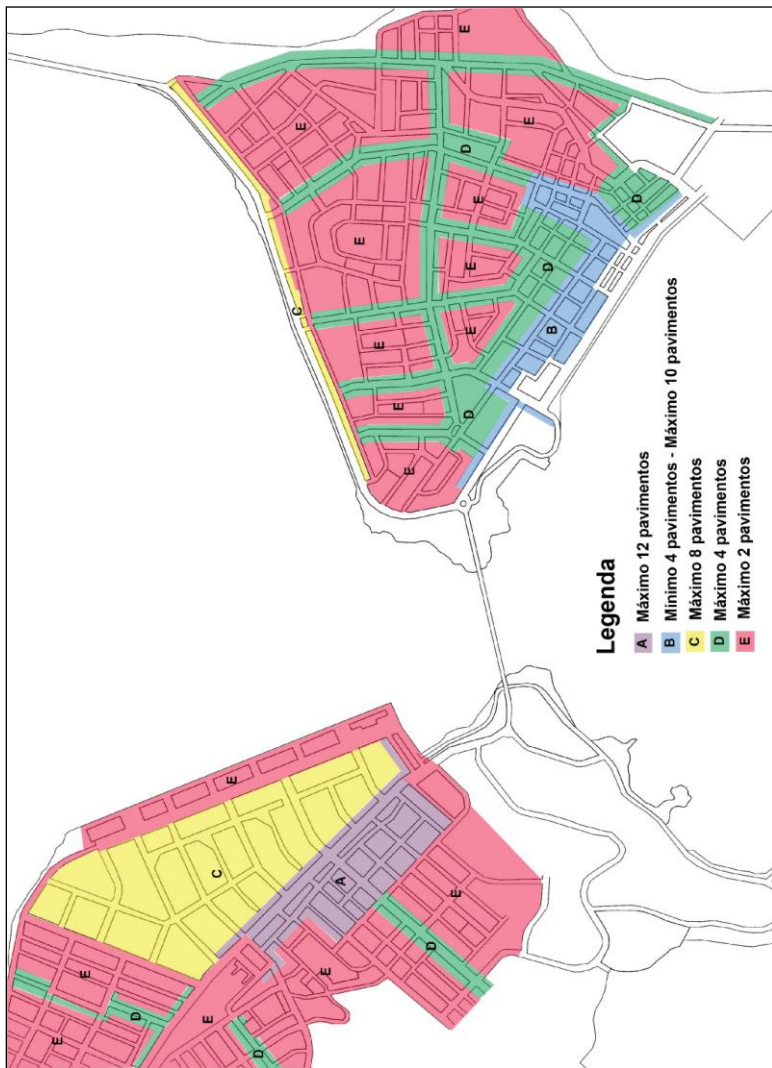 E
E
D
E
C
E
D
C
E
E
A
E
E
E
E
D
E
D
E
D
E
E
E
E
D
B
D
Legenda
A Máximo 12 pavimentos
B Mínimo 4 pavimentos - Máximo 10 pavimentos
C Máximo 8 pavimentos
D Máximo 4 pavimentos
E Máximo 2 pavimentos